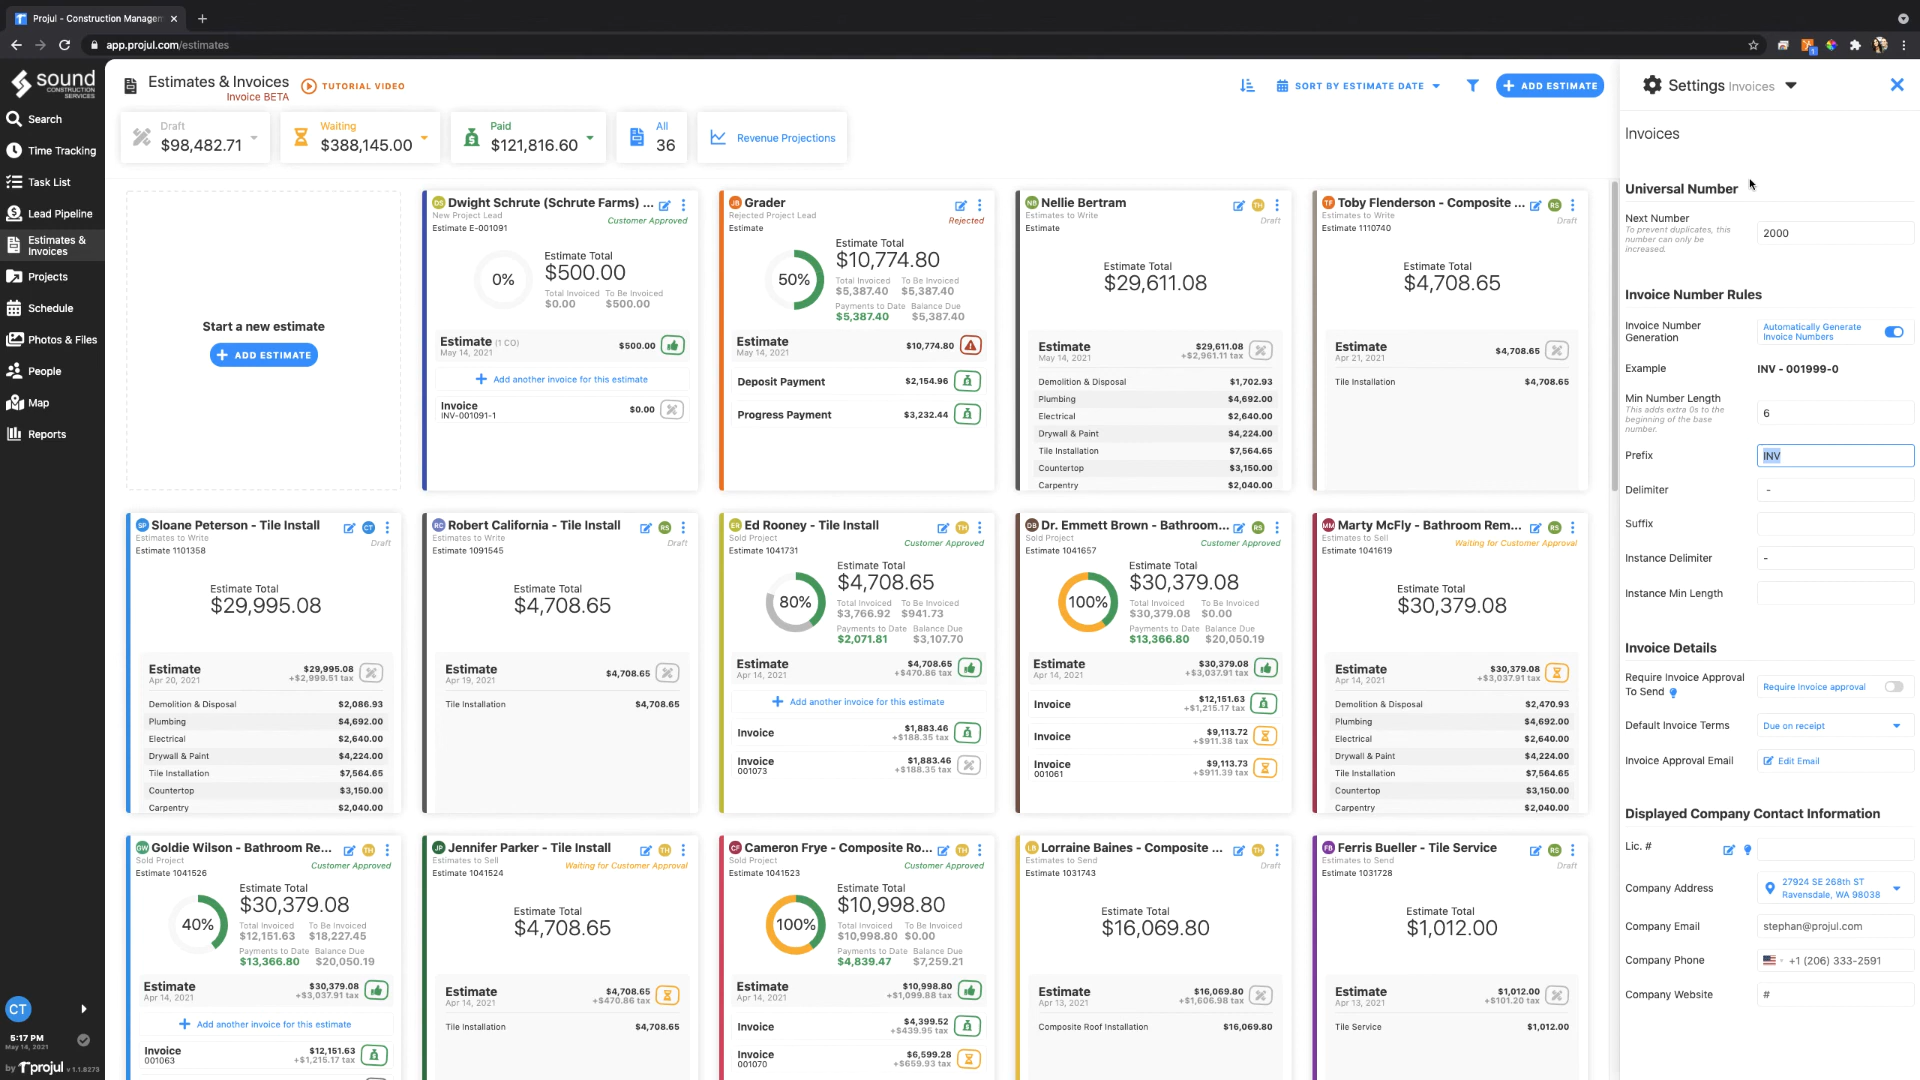 Projul - Construction Managem
app.projul.com/estimates
sound
CONSTRUCTION
SERVICES
Search
Time Tracking
Task List
Lead Pipeline
Estimates &
Invoices
Projects
Schedule
Photos & Files
People
Map
Reports
CT
5:17 PM
May 14, 2021
by projul v 1.1.8273
Estimates & Invoices
Invoice BETA
TUTORIAL VIDEO
SORT BY ESTIMATE DATE
+ ADD ESTIMATE
Draft
$98,482.71
Waiting
$388,145.00
Paid
$121,816.60
All
36
Revenue Projections
Start a new estimate
+ ADD ESTIMATE
DS Dwight Schrute (Schrute Farms) ...
New Project Lead
Customer Approved
Estimate E-001091
0%
Estimate Total
$500.00
Total Invoiced To Be Invoiced
$0.00 $500.00
Estimate (1 CO) $500.00
May 14, 2021
+ Add another invoice for this estimate
Invoice $0.00
INV-001091-1
JB Grader
Rejected Project Lead
Rejected
Estimate
50%
Estimate Total
$10,774.80
Total Invoiced To Be Invoiced
$5,387.40 $5,387.40
Payments to Date Balance Due
$5,387.40 $5,387.40
Estimate $10,774.80
May 14, 2021
Deposit Payment $2,154.96
Progress Payment $3,232.44
NB Nellie Bertram TH
Estimates to Write
Draft
Estimate
Estimate Total
$29,611.08
Estimate $29,611.08
May 14, 2021 +$2,961.11 tax
Demolition & Disposal $1,702.93
Plumbing $4,692.00
Electrical $2,640.00
Drywall & Paint $4,224.00
Tile Installation $7,564.65
Countertop $3,150.00
Carpentry $2,040.00
TF Toby Flenderson - Composite ... RS
Estimates to Write
Draft
Estimate 1110740
Estimate Total
$4,708.65
Estimate $4,708.65
Apr 21, 2021
Tile Installation $4,708.65
SP Sloane Peterson - Tile Install CT
Estimates to Write
Draft
Estimate 1101358
Estimate Total
$29,995.08
Estimate $29,995.08
Apr 20, 2021 +$2,999.51 tax
Demolition & Disposal $2,086.93
Plumbing $4,692.00
Electrical $2,640.00
Drywall & Paint $4,224.00
Tile Installation $7,564.65
Countertop $3,150.00
Carpentry $2,040.00
RC Robert California - Tile Install RS
Estimates to Write
Draft
Estimate 1091545
Estimate Total
$4,708.65
Estimate $4,708.65
Apr 19, 2021
Tile Installation $4,708.65
ER Ed Rooney - Tile Install TH
Sold Project
Customer Approved
Estimate 1041731
80%
Estimate Total
$4,708.65
Total Invoiced To Be Invoiced
$3,766.92 $941.73
Payments to Date Balance Due
$2,071.81 $3,107.70
Estimate $4,708.65
Apr 14, 2021 +$470.86 tax
+ Add another invoice for this estimate
Invoice $1,883.46
+$188.35 tax
Invoice $1,883.46
001073 +$188.35 tax
DB Dr. Emmett Brown - Bathroom... RS
Sold Project
Customer Approved
Estimate 1041657
100%
Estimate Total
$30,379.08
Total Invoiced To Be Invoiced
$30,379.08 $0.00
Payments to Date Balance Due
$13,366.80 $20,050.19
Estimate $30,379.08
Apr 14, 2021 +$3,037.91 tax
Invoice $12,151.63
+$1,215.17 tax
Invoice $9,113.72
+$911.38 tax
Invoice $9,113.73
001061 +$911.39 tax
MM Marty McFly - Bathroom Rem... RS
Estimates to Sell
Waiting for Customer Approval
Estimate 1041619
Estimate Total
$30,379.08
Estimate $30,379.08
Apr 14, 2021 +$3,037.91 tax
Demolition & Disposal $2,470.93
Plumbing $4,692.00
Electrical $2,640.00
Drywall & Paint $4,224.00
Tile Installation $7,564.65
Countertop $3,150.00
Carpentry $2,040.00
GW Goldie Wilson - Bathroom Re... TH
Sold Project
Customer Approved
Estimate 1041526
40%
Estimate Total
$30,379.08
Total Invoiced To Be Invoiced
$12,151.63 $18,227.45
Payments to Date Balance Due
$13,366.80 $20,050.19
Estimate $30,379.08
Apr 14, 2021 +$3,037.91 tax
+ Add another invoice for this estimate
Invoice $12,151.63
001063 +$1,215.17 tax
JP Jennifer Parker - Tile Install TH
Estimates to Sell
Waiting for Customer Approval
Estimate 1041524
Estimate Total
$4,708.65
Estimate $4,708.65
Apr 14, 2021 +$470.86 tax
Tile Installation $4,708.65
CF Cameron Frye - Composite Ro... TH
Sold Project
Customer Approved
Estimate 1041523
100%
Estimate Total
$10,998.80
Total Invoiced To Be Invoiced
$10,998.80 $0.00
Payments to Date Balance Due
$4,839.47 $7,259.21
Estimate $10,998.80
Apr 14, 2021 +$1,099.88 tax
Invoice $4,399.52
+$439.95 tax
Invoice $6,599.28
001070 +$659.93 tax
LB Lorraine Baines - Composite ... TH
Estimates to Send
Draft
Estimate 1031743
Estimate Total
$16,069.80
Estimate $16,069.80
Apr 13, 2021 +$1,606.98 tax
Composite Roof Installation $16,069.80
FB Ferris Bueller - Tile Service RS
Estimates to Send
Draft
Estimate 1031728
Estimate Total
$1,012.00
Estimate $1,012.00
Apr 13, 2021 +$101.20 tax
Tile Service $1,012.00
Settings Invoices
Invoices
Universal Number
Next Number 2000
To prevent duplicates, this
number can only be
increased.
Invoice Number Rules
Invoice Number
Generation
Automatically Generate
Invoice Numbers
Example INV - 001999-0
Min Number Length 6
This adds extra 0s to the
beginning of the base
number.
Prefix INV
Delimiter -
Suffix
Instance Delimiter -
Instance Min Length
Invoice Details
Require Invoice Approval
To Send
Require Invoice approval
Default Invoice Terms Due on receipt
Invoice Approval Email Edit Email
Displayed Company Contact Information
Lic. #
Company Address 27924 SE 268th ST
Ravensdale, WA 98038
Company Email stephan@projul.com
Company Phone +1 (206) 333-2591
Company Website #